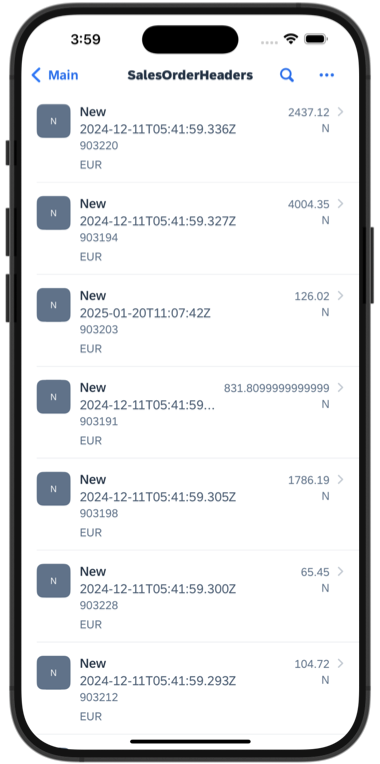 3:59
Main SalesOrderHeaders
N New 2437.12
2024-12-11T05:41:59.336Z N
903220
EUR
N New 4004.35
2024-12-11T05:41:59.327Z N
903194
EUR
N New 126.02
2025-01-20T11:07:42Z N
903203
EUR
N New 831.8099999999999
2024-12-11T05:41:59... N
903191
EUR
N New 1786.19
2024-12-11T05:41:59.305Z N
903198
EUR
N New 65.45
2024-12-11T05:41:59.300Z N
903228
EUR
N New 104.72
2024-12-11T05:41:59.293Z N
903212
EUR